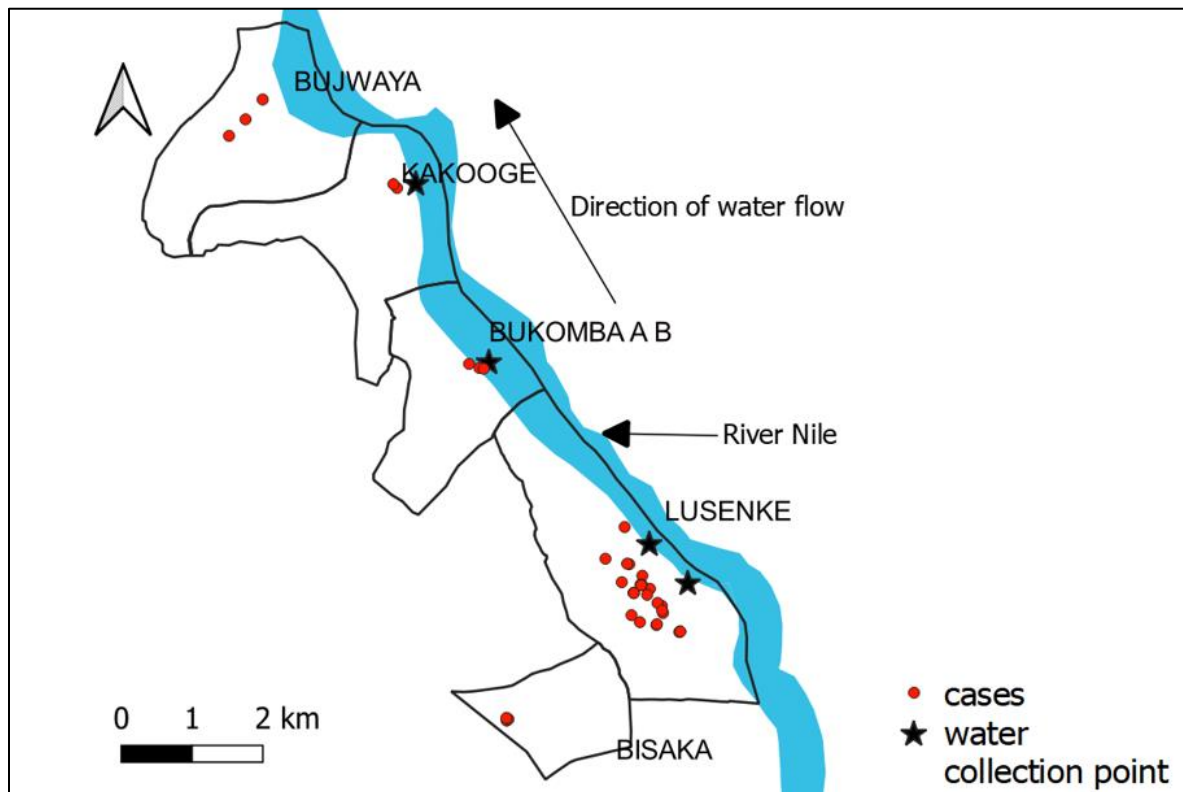 BUJWAYA
KAKOOGE
Direction of water flow
BUKOMBA A B
River Nile
LUSENKE
0 1 2 km
BISAKA
cases
water
collection point